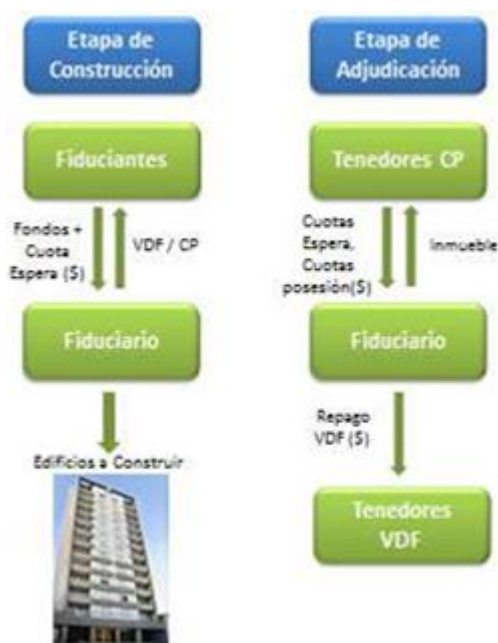 Etapa de
Construcción
Fiduciantes
Fondos +
Cuota
Espera ($)
VDF / CP
Fiduciario
Edificios a Construir
Etapa de
Adjudicación
Tenedores CP
Cuotas
Espera,
Cuotas
posesión($)
Inmueble
Fiduciario
Repago
VDF ($)
Tenedores
VDF